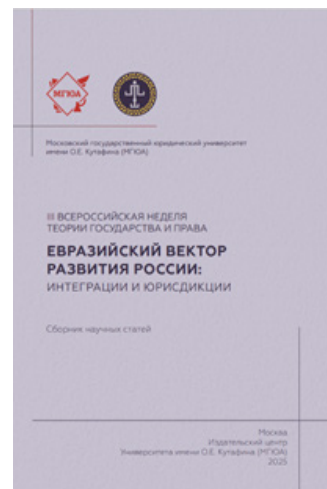 МГЮА
Московский государственный юридический университет
имени О.Е. Кутафина (МГЮА)
III ВСЕРОССИЙСКАЯ НЕДЕЛЯ
ТЕОРИИ ГОСУДАРСТВА И ПРАВА
ЕВРАЗИЙСКИЙ ВЕКТОР
РАЗВИТИЯ РОССИИ:
ИНТЕГРАЦИИ И ЮРИСДИКЦИИ
Сборник научных статей
Москва
Издательский центр
Университета имени О.Е. Кутафина (МГЮА)
2025